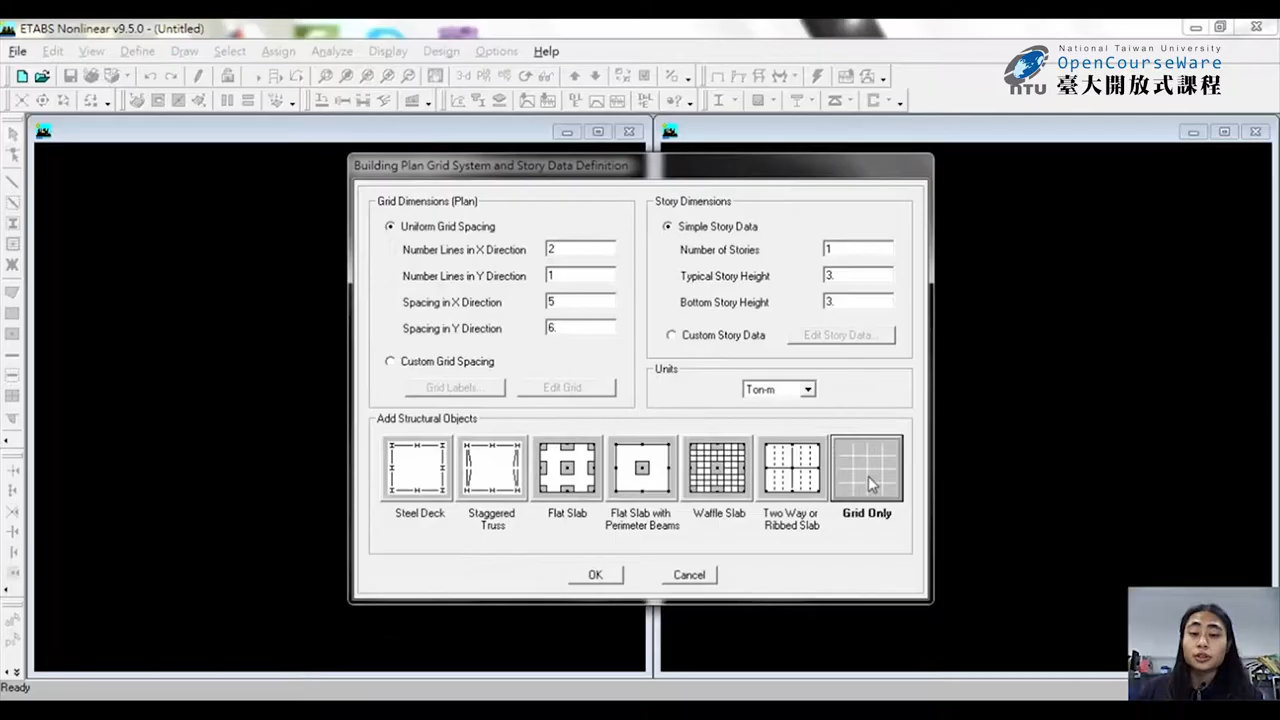 ETABS Nonlinear v9.5.0 - (Untitled)
File Edit View Define Draw Select Assign Analyze Display Design Options Help
National Taiwan University
OpenCourseWare
NTU 臺大開放式課程
3-d
Building Plan Grid System and Story Data Definition
Grid Dimensions (Plan)
Uniform Grid Spacing
Number Lines in X Direction 2
Number Lines in Y Direction 1
Spacing in X Direction 5
Spacing in Y Direction 6.
Custom Grid Spacing
Grid Labels... Edit Grid
Story Dimensions
Simple Story Data
Number of Stories 1
Typical Story Height 3.
Bottom Story Height 3.
Custom Story Data Edit Story Data...
Units
Ton-m
Add Structural Objects
Steel Deck
Staggered
Truss
Flat Slab
Flat Slab with
Perimeter Beams
Waffle Slab
Two Way or
Ribbed Slab
Grid Only
OK Cancel
Ready